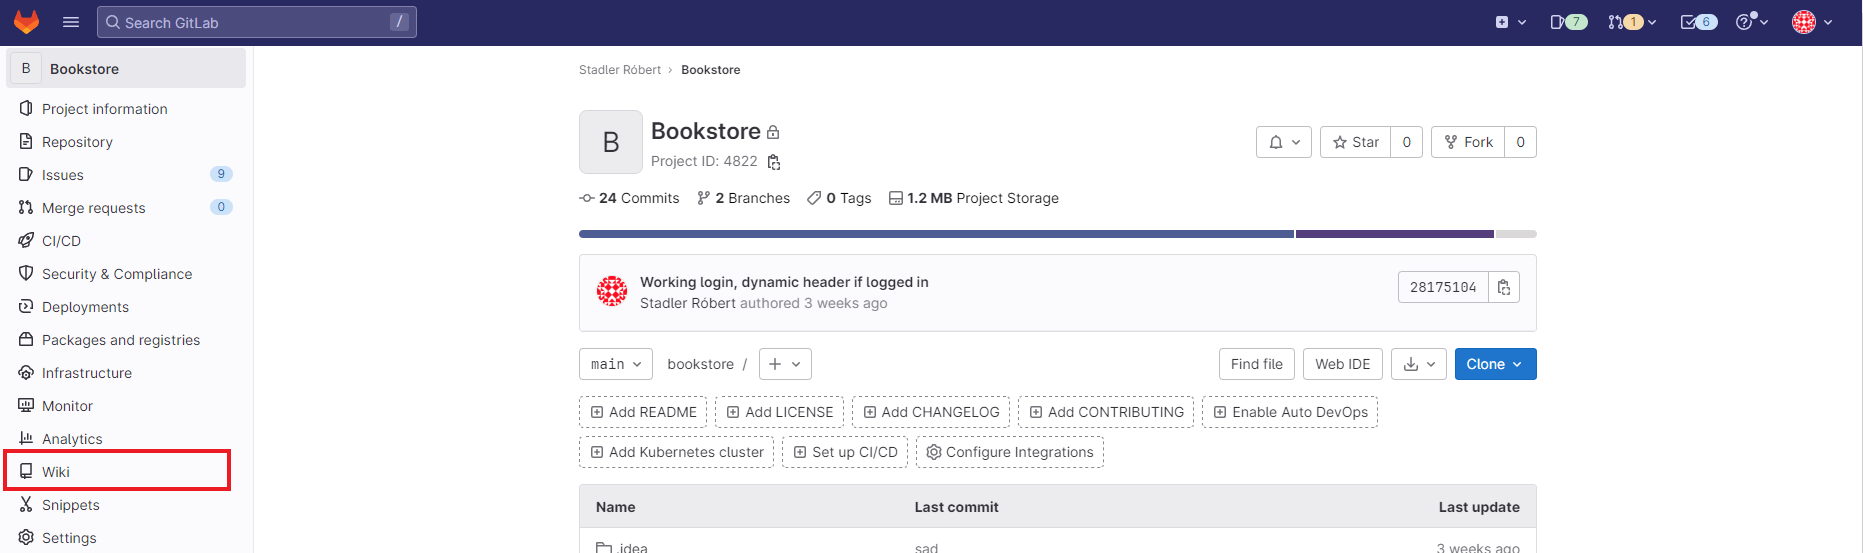 Search GitLab /
7 1 6
B Bookstore
Project information
Repository
Issues 9
Merge requests 0
CI/CD
Security & Compliance
Deployments
Packages and registries
Infrastructure
Monitor
Analytics
Wiki
Snippets
Settings
Stadler Róbert › Bookstore
B
Bookstore
Project ID: 4822
Star 0 Fork 0
24 Commits 2 Branches 0 Tags 1.2 MB Project Storage
Working login, dynamic header if logged in
Stadler Róbert authored 3 weeks ago
28175104
main bookstore / + Find file Web IDE Clone
Add README Add LICENSE Add CHANGELOG Add CONTRIBUTING Enable Auto DevOps
Add Kubernetes cluster Set up CI/CD Configure Integrations
Name Last commit Last update
.idea sad 3 weeks ago